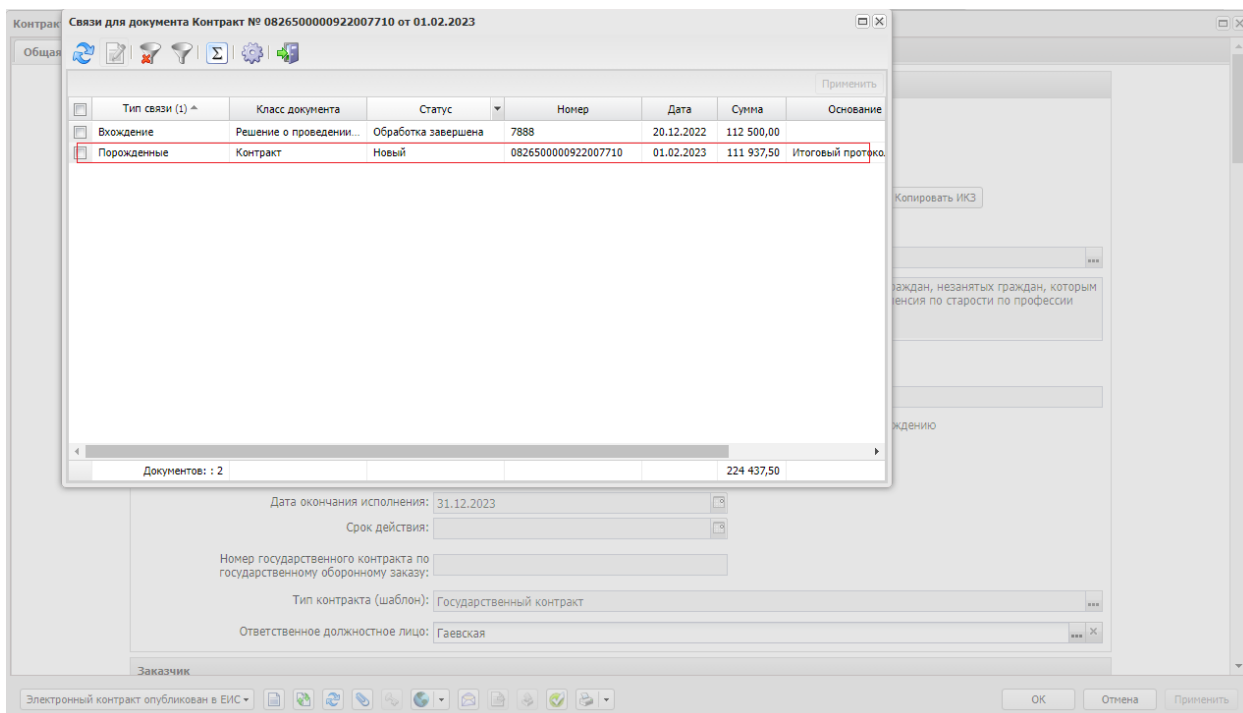 Контрак
Связи для документа Контракт № 0826500000922007710 от 01.02.2023
Общая
Применить
Тип связи (1) Класс документа Статус Номер Дата Сумма Основание
Вхождение Решение о проведении... Обработка завершена 7888 20.12.2022 112 500,00
Порожденные Контракт Новый 0826500000922007710 01.02.2023 111 937,50 Итоговый протоко
Копировать ИКЗ
граждан, незанятых граждан, которым
пенсия по старости по профессии
ждению
Документов: : 2 224 437,50
Дата окончания исполнения: 31.12.2023
Срок действия:
Номер государственного контракта по
государственному оборонному заказу:
Тип контракта (шаблон): Государственный контракт
Ответственное должностное лицо: Гаевская
Заказчик
Электронный контракт опубликован в ЕИС
OK Отмена Применить